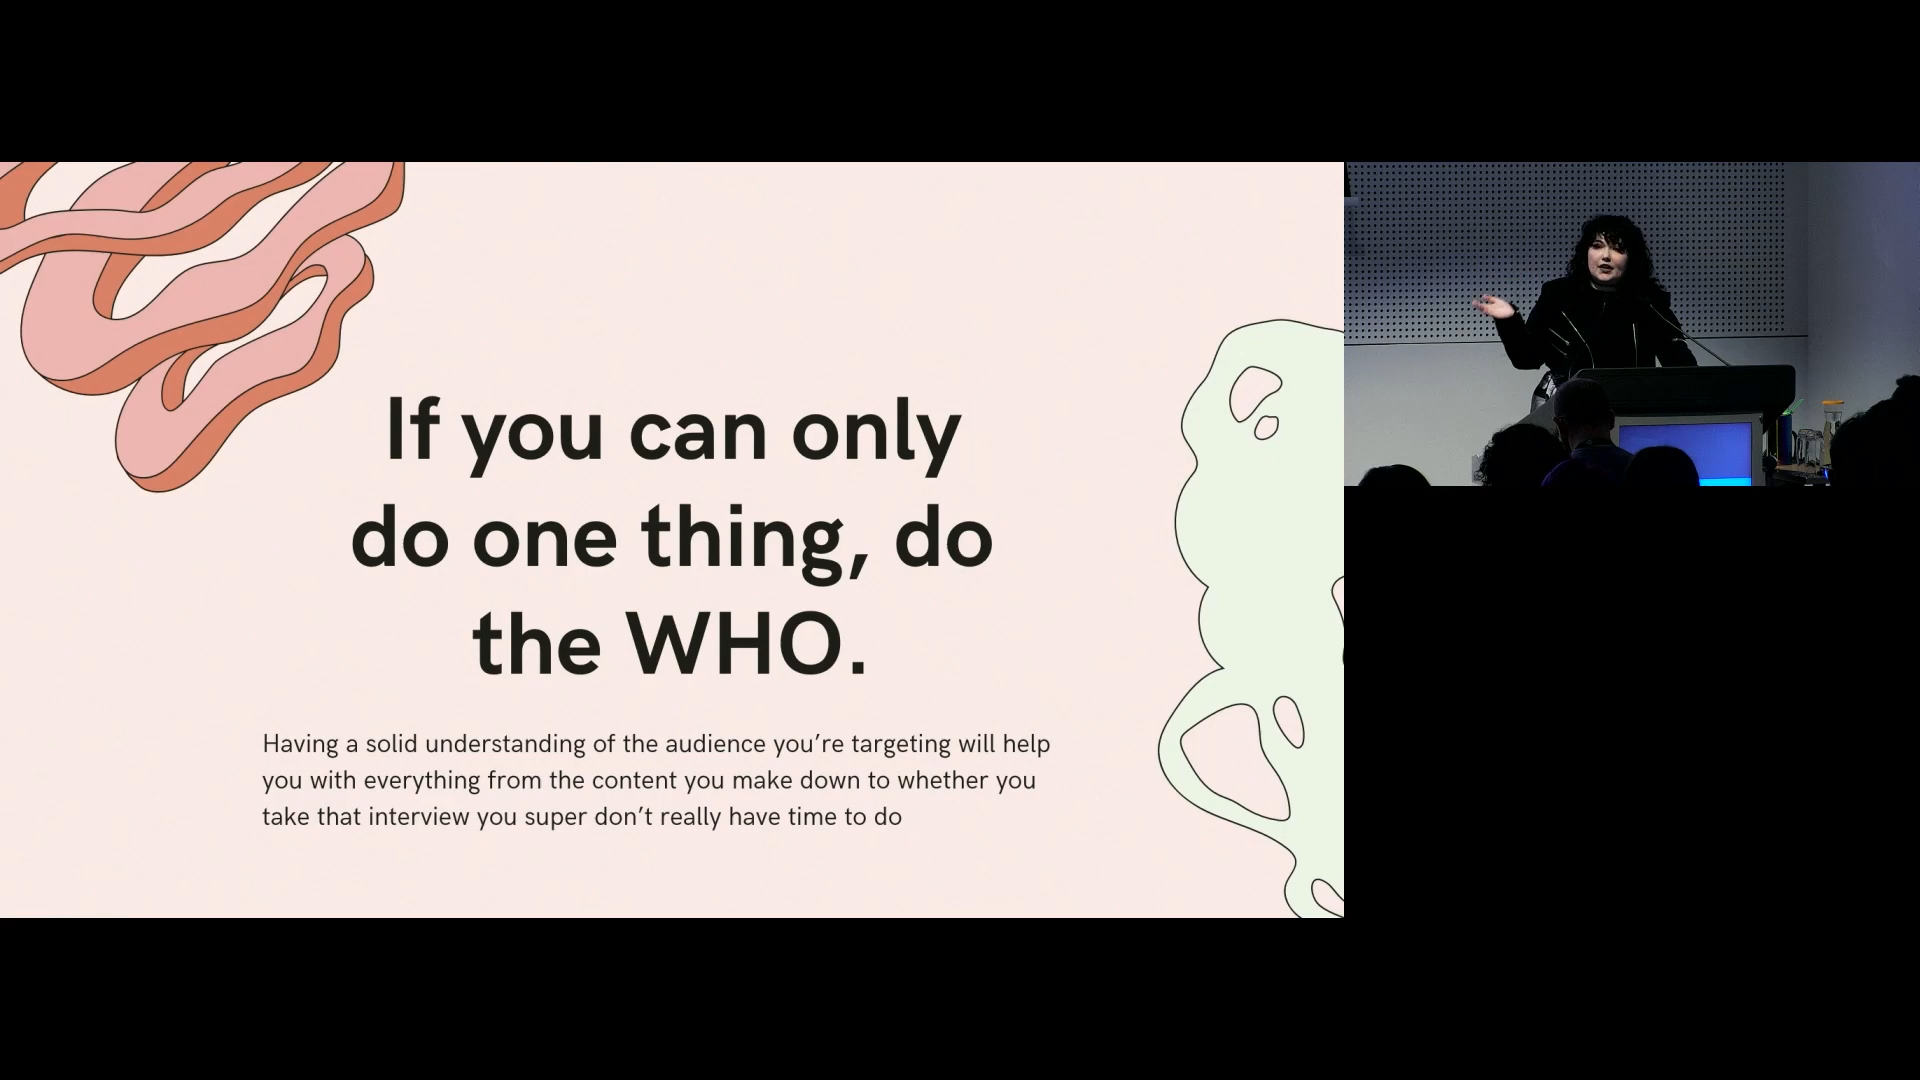 If you can only
do one thing, do
the WHO.
Having a solid understanding of the audience you’re targeting will help
you with everything from the content you make down to whether you
take that interview you super don’t really have time to do